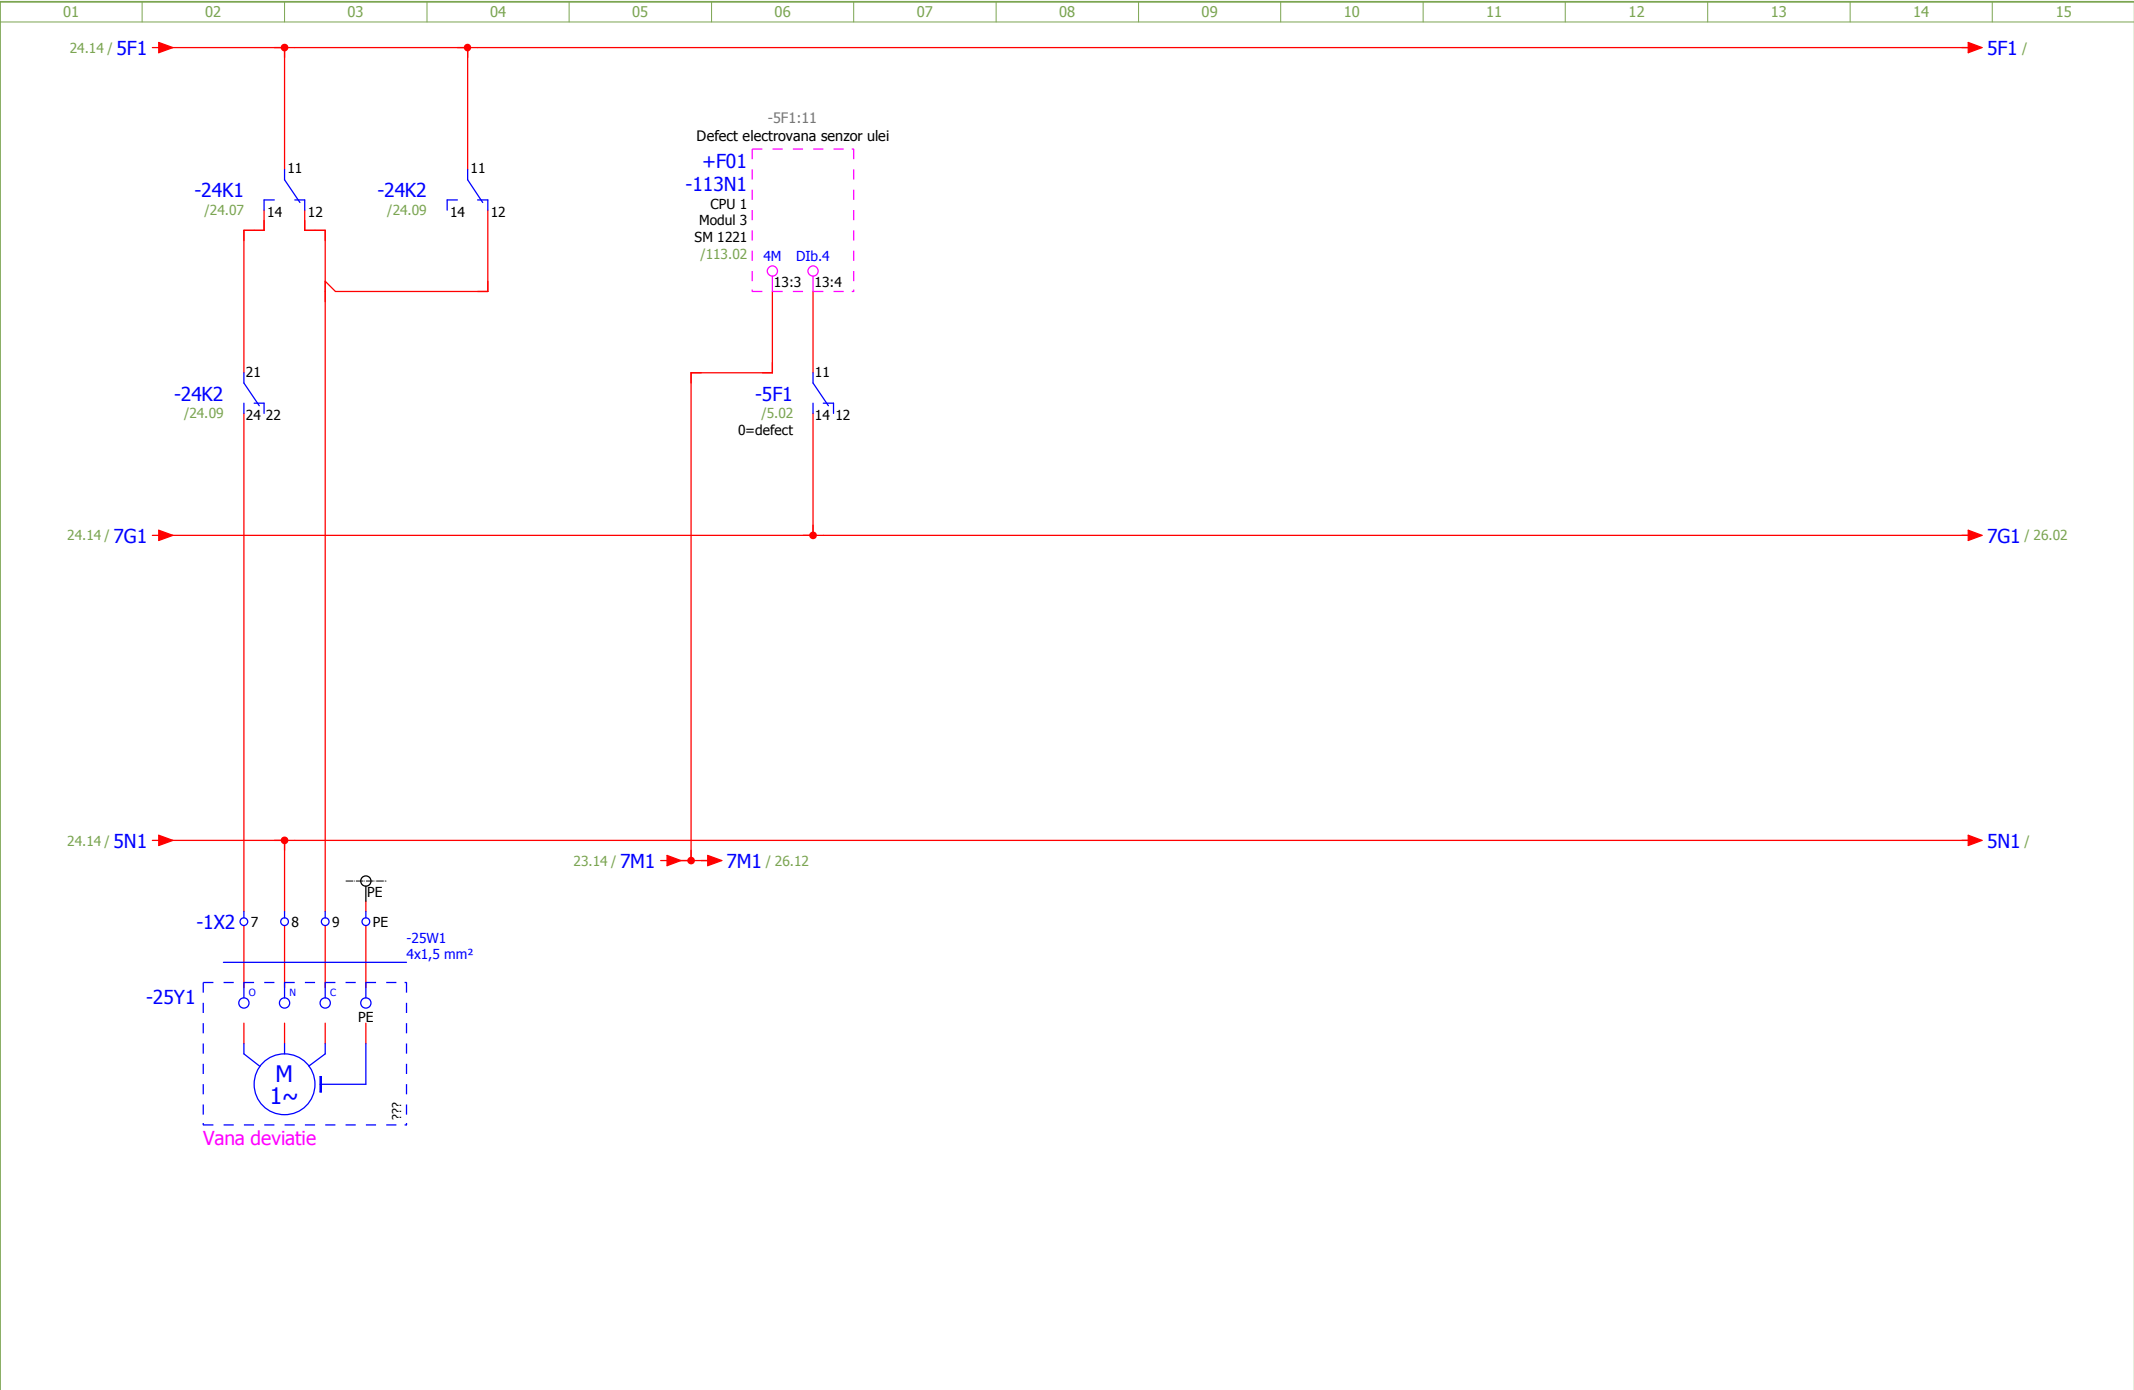 01 02 03 04 05 06 07 08 09 10 11 12 13 14 15
24.14 / 5F1
5F1 /
-5F1:11
Defect electrovana senzor ulei
+F01
-113N1
CPU 1
Modul 3
SM 1221
/113.02
4M DIb.4
13:3 13:4
11
-24K1
/24.07
14 12
11
-24K2
/24.09
14 12
21
-24K2
/24.09
24 22
11
-5F1
/5.02
0=defect
14 12
24.14 / 7G1
7G1 / 26.02
24.14 / 5N1
5N1 /
23.14 / 7M1
7M1 / 26.12
PE
-1X2 7 8 9 PE
-25W1
4x1,5 mm²
-25Y1
O N C
PE
M
1~
???
Vana deviatie